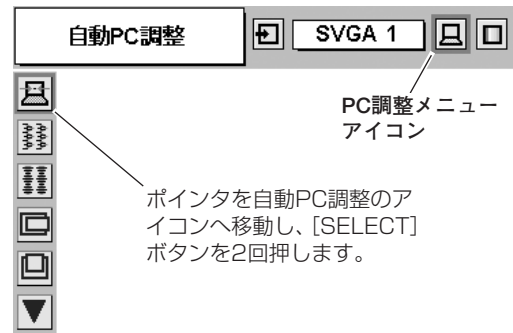 自動PC調整
SVGA 1
PC調整メニュー
アイコン
ポインタを自動PC調整のア
イコンへ移動し、[SELECT]
ボタンを2回押します。